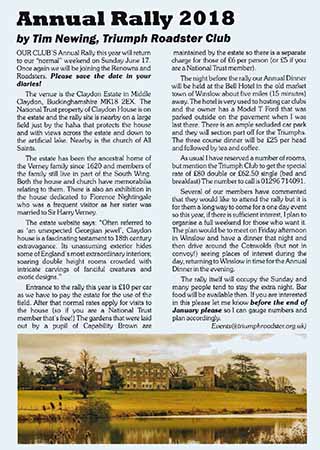 Annual Rally 2018
by Tim Newing, Triumph Roadster Club
OUR CLUB'S Annual Rally this year will return
to our "normal" weekend on Sunday June 17.
Once again we will be joining the Renowns and
Roadsters. Please save the date in your
diaries!
The venue is the Claydon Estate in Middle
Claydon, Buckinghamshire MK18 2EX. The
National Trust property of Claydon House is on
the estate and the rally site is nearby on a large
field just by the haha that protects the house
and with views across the estate and down to
the artificial lake. Nearby is the church of All
Saints.
The estate has been the ancestral home of the
Verney family since 1620 and members of
the family still live in part of the South Wing.
Both the house and church have memorabilia
relating to them. There is also an exhibition in
the house dedicated to Florence Nightingale
who was a frequent visitor as her sister was
married to Sir Harry Verney.
The estate website says: "Often referred to
as 'an unexpected Georgian jewel', Claydon
house is a fascinating testament to 18th century
extravagance. Its unassuming exterior hides
some of England's most extraordinary interiors;
soaring double height rooms crowded with
intricate carvings of fanciful creatures and
exotic designs."
Entrance to the rally this year is £10 per car
as we have to pay the estate for the use of the
field. After that normal rates apply for visits to
the house (so if you are a National Trust
member that's free!) The gardens that were laid
out by a pupil of Capability Brown are
maintained by the estate so there is a separate
charge for those of £6 per person (or £5 if you
are a National Trust member).
The night before the rally our Annual Dinner
will be held at the Bell Hotel in the old market
town of Winslow about five miles (15 minutes)
away. The hotel is very used to hosting car clubs
and the owner has a Model T Ford that was
parked outside on the pavement when I was
last there. There is an ample secluded car park
and they will section part off for the Triumphs.
The three course dinner will be £25 per head
and followed by tea and coffee.
As usual I have reserved a number of rooms,
but mention the Triumph Club to get the special
rate of £80 double or £62.50 single (bed and
breakfast) The number to call is 01296 714091.
Several of our members have commented
that they would like to attend the rally but it is
for them a long way to come for a one day event
so this year, if there is sufficient interest, I plan to
organise a full weekend for those who want it.
The plan would be to meet on Friday afternoon
in Winslow and have a dinner that night and
then drive around the Cotswolds (but not in
convoy!) seeing places of interest during the
day, returning to Winslow in time for the Annual
Dinner in the evening.
The rally itself will occupy the Sunday and
many people tend to stay the extra night. Bar
food will be available then. If you are interested
in this please let me know before the end of
January please so I can gauge numbers and
plan accordingly.
Events@triumphroadster.org.uk)